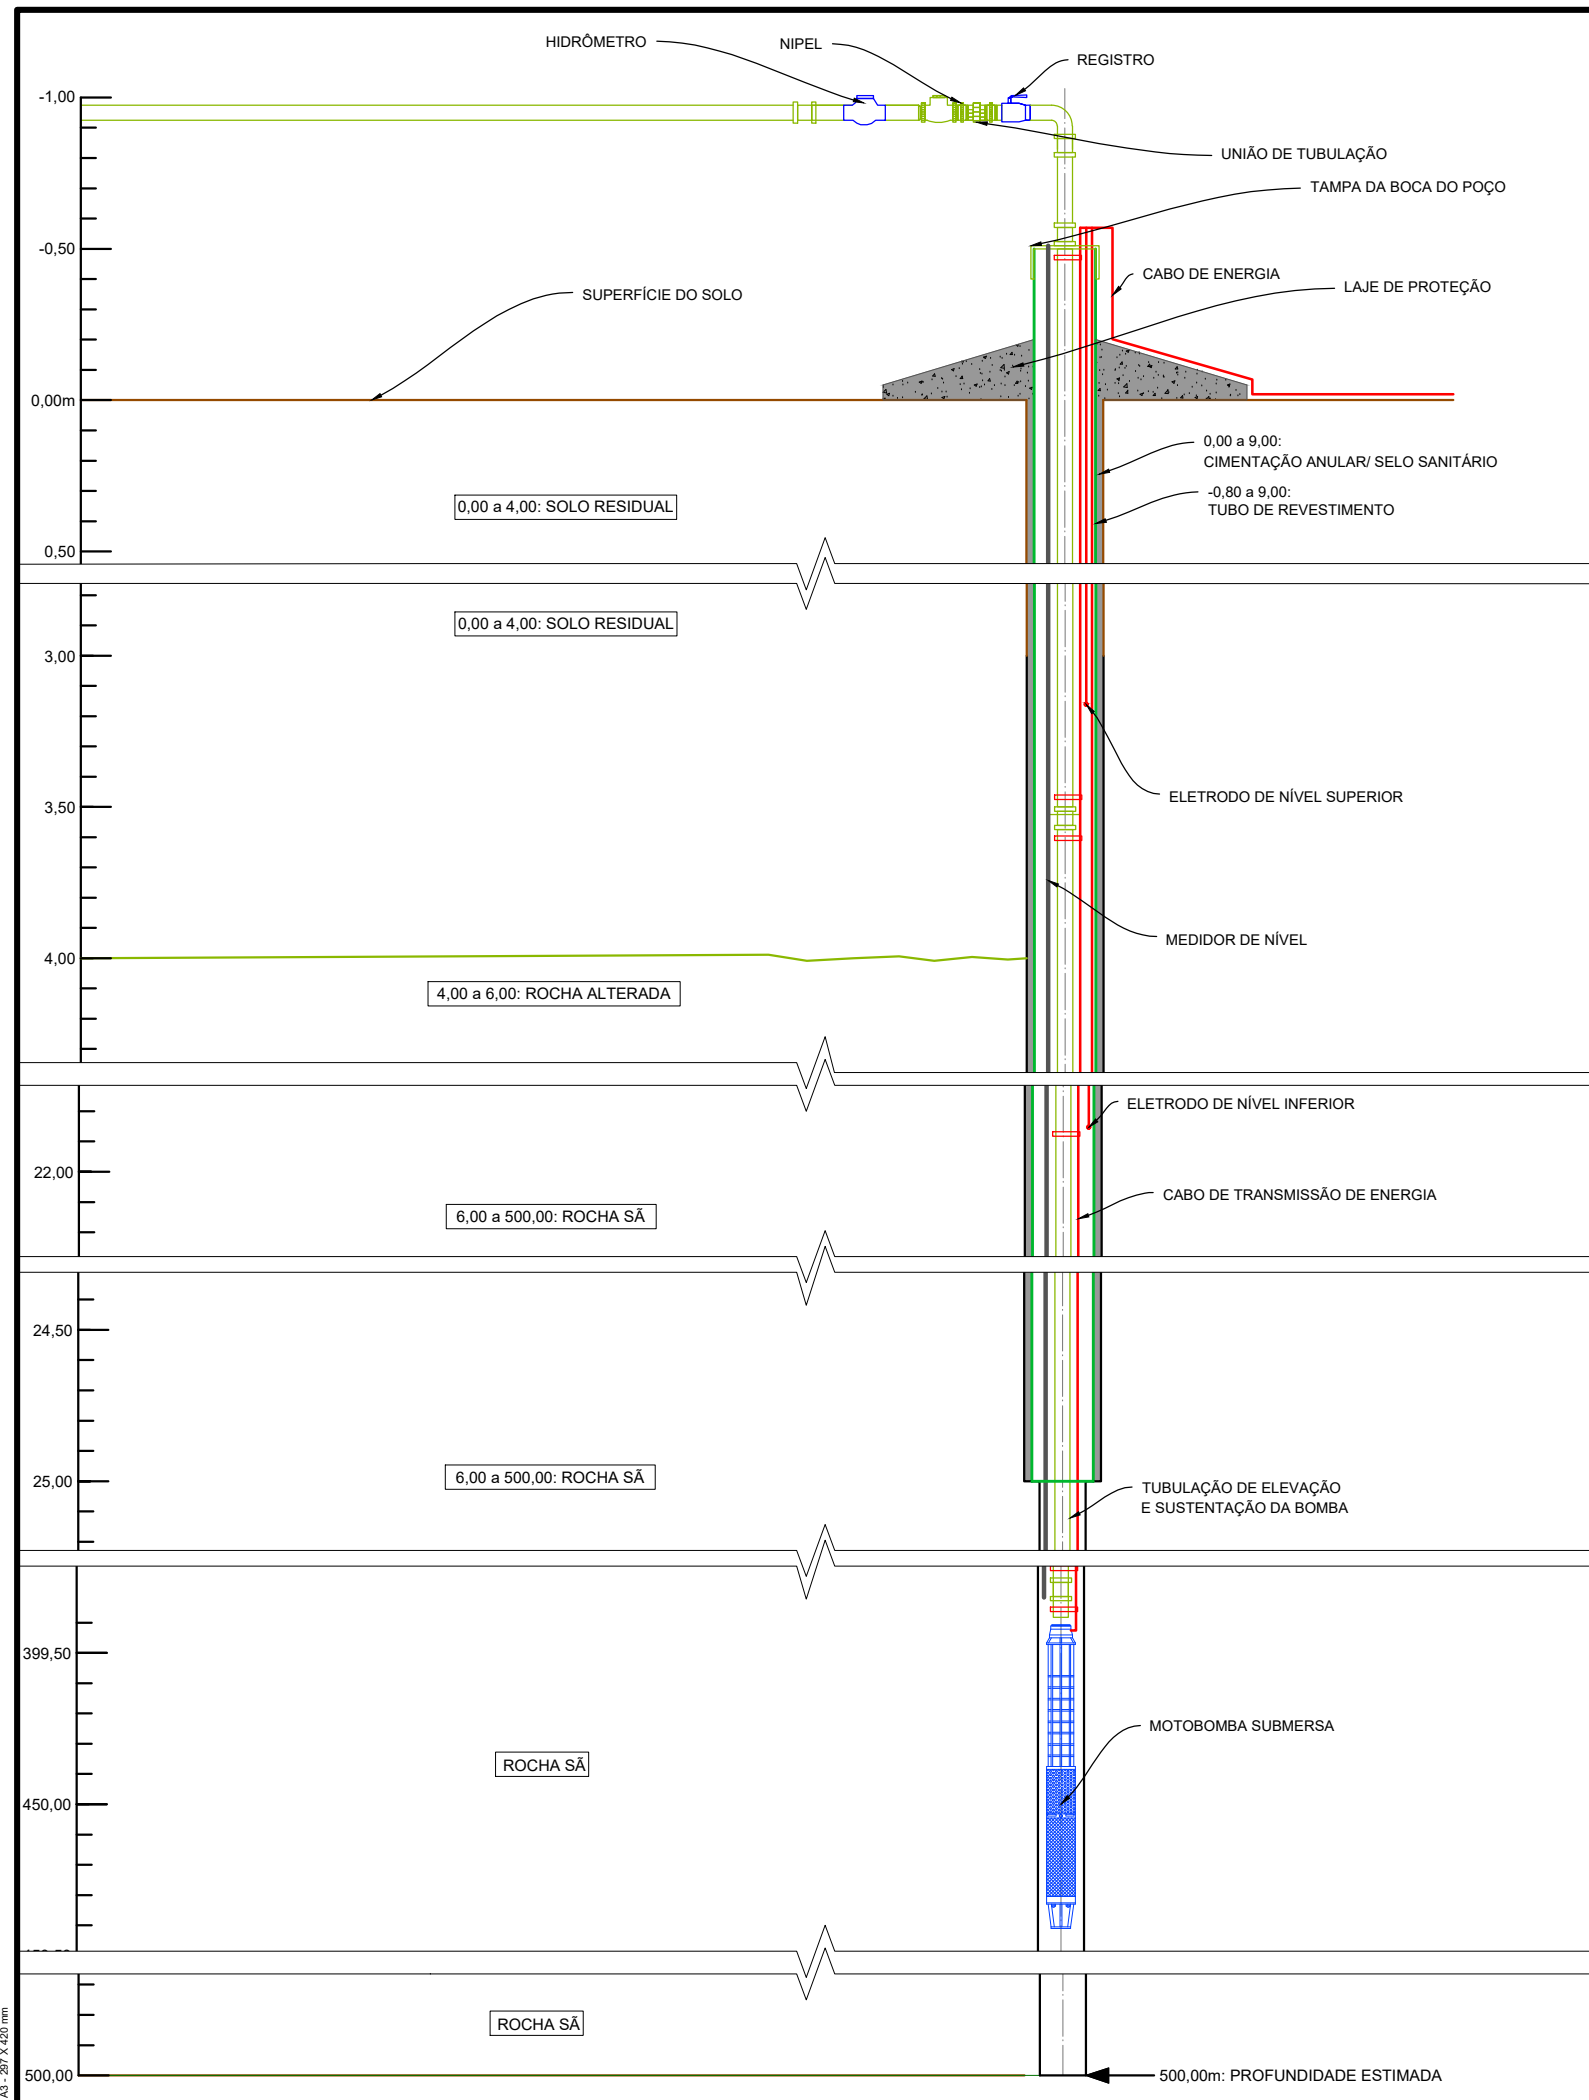 HIDRÔMETRO
NIPEL
REGISTRO
-1,00
UNIÃO DE TUBULAÇÃO
TAMPA DA BOCA DO POÇO
-0,50
CABO DE ENERGIA
LAJE DE PROTEÇÃO
SUPERFÍCIE DO SOLO
0,00m
0,00 a 9,00:
CIMENTAÇÃO ANULAR/ SELO SANITÁRIO
-0,80 a 9,00:
TUBO DE REVESTIMENTO
0,00 a 4,00: SOLO RESIDUAL
0,50
0,00 a 4,00: SOLO RESIDUAL
3,00
ELETRODO DE NÍVEL SUPERIOR
3,50
MEDIDOR DE NÍVEL
4,00
4,00 a 6,00: ROCHA ALTERADA
ELETRODO DE NÍVEL INFERIOR
22,00
CABO DE TRANSMISSÃO DE ENERGIA
6,00 a 500,00: ROCHA SÃ
24,50
6,00 a 500,00: ROCHA SÃ
25,00
TUBULAÇÃO DE ELEVAÇÃO
E SUSTENTAÇÃO DA BOMBA
399,50
MOTOBOMBA SUBMERSA
ROCHA SÃ
450,00
ROCHA SÃ
500,00
500,00m: PROFUNDIDADE ESTIMADA
A3 - 297 X 420 mm